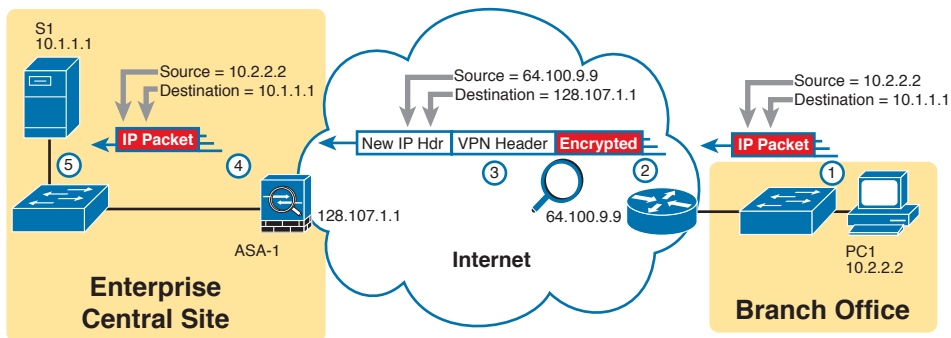 S1
10.1.1.1
Source = 10.2.2.2
Destination = 10.1.1.1
IP Packet
5
4
ASA-1
128.107.1.1
Enterprise
Central Site
Source = 64.100.9.9
Destination = 128.107.1.1
New IP Hdr
VPN Header
Encrypted
3
2
64.100.9.9
Internet
Source = 10.2.2.2
Destination = 10.1.1.1
IP Packet
1
PC1
10.2.2.2
Branch Office